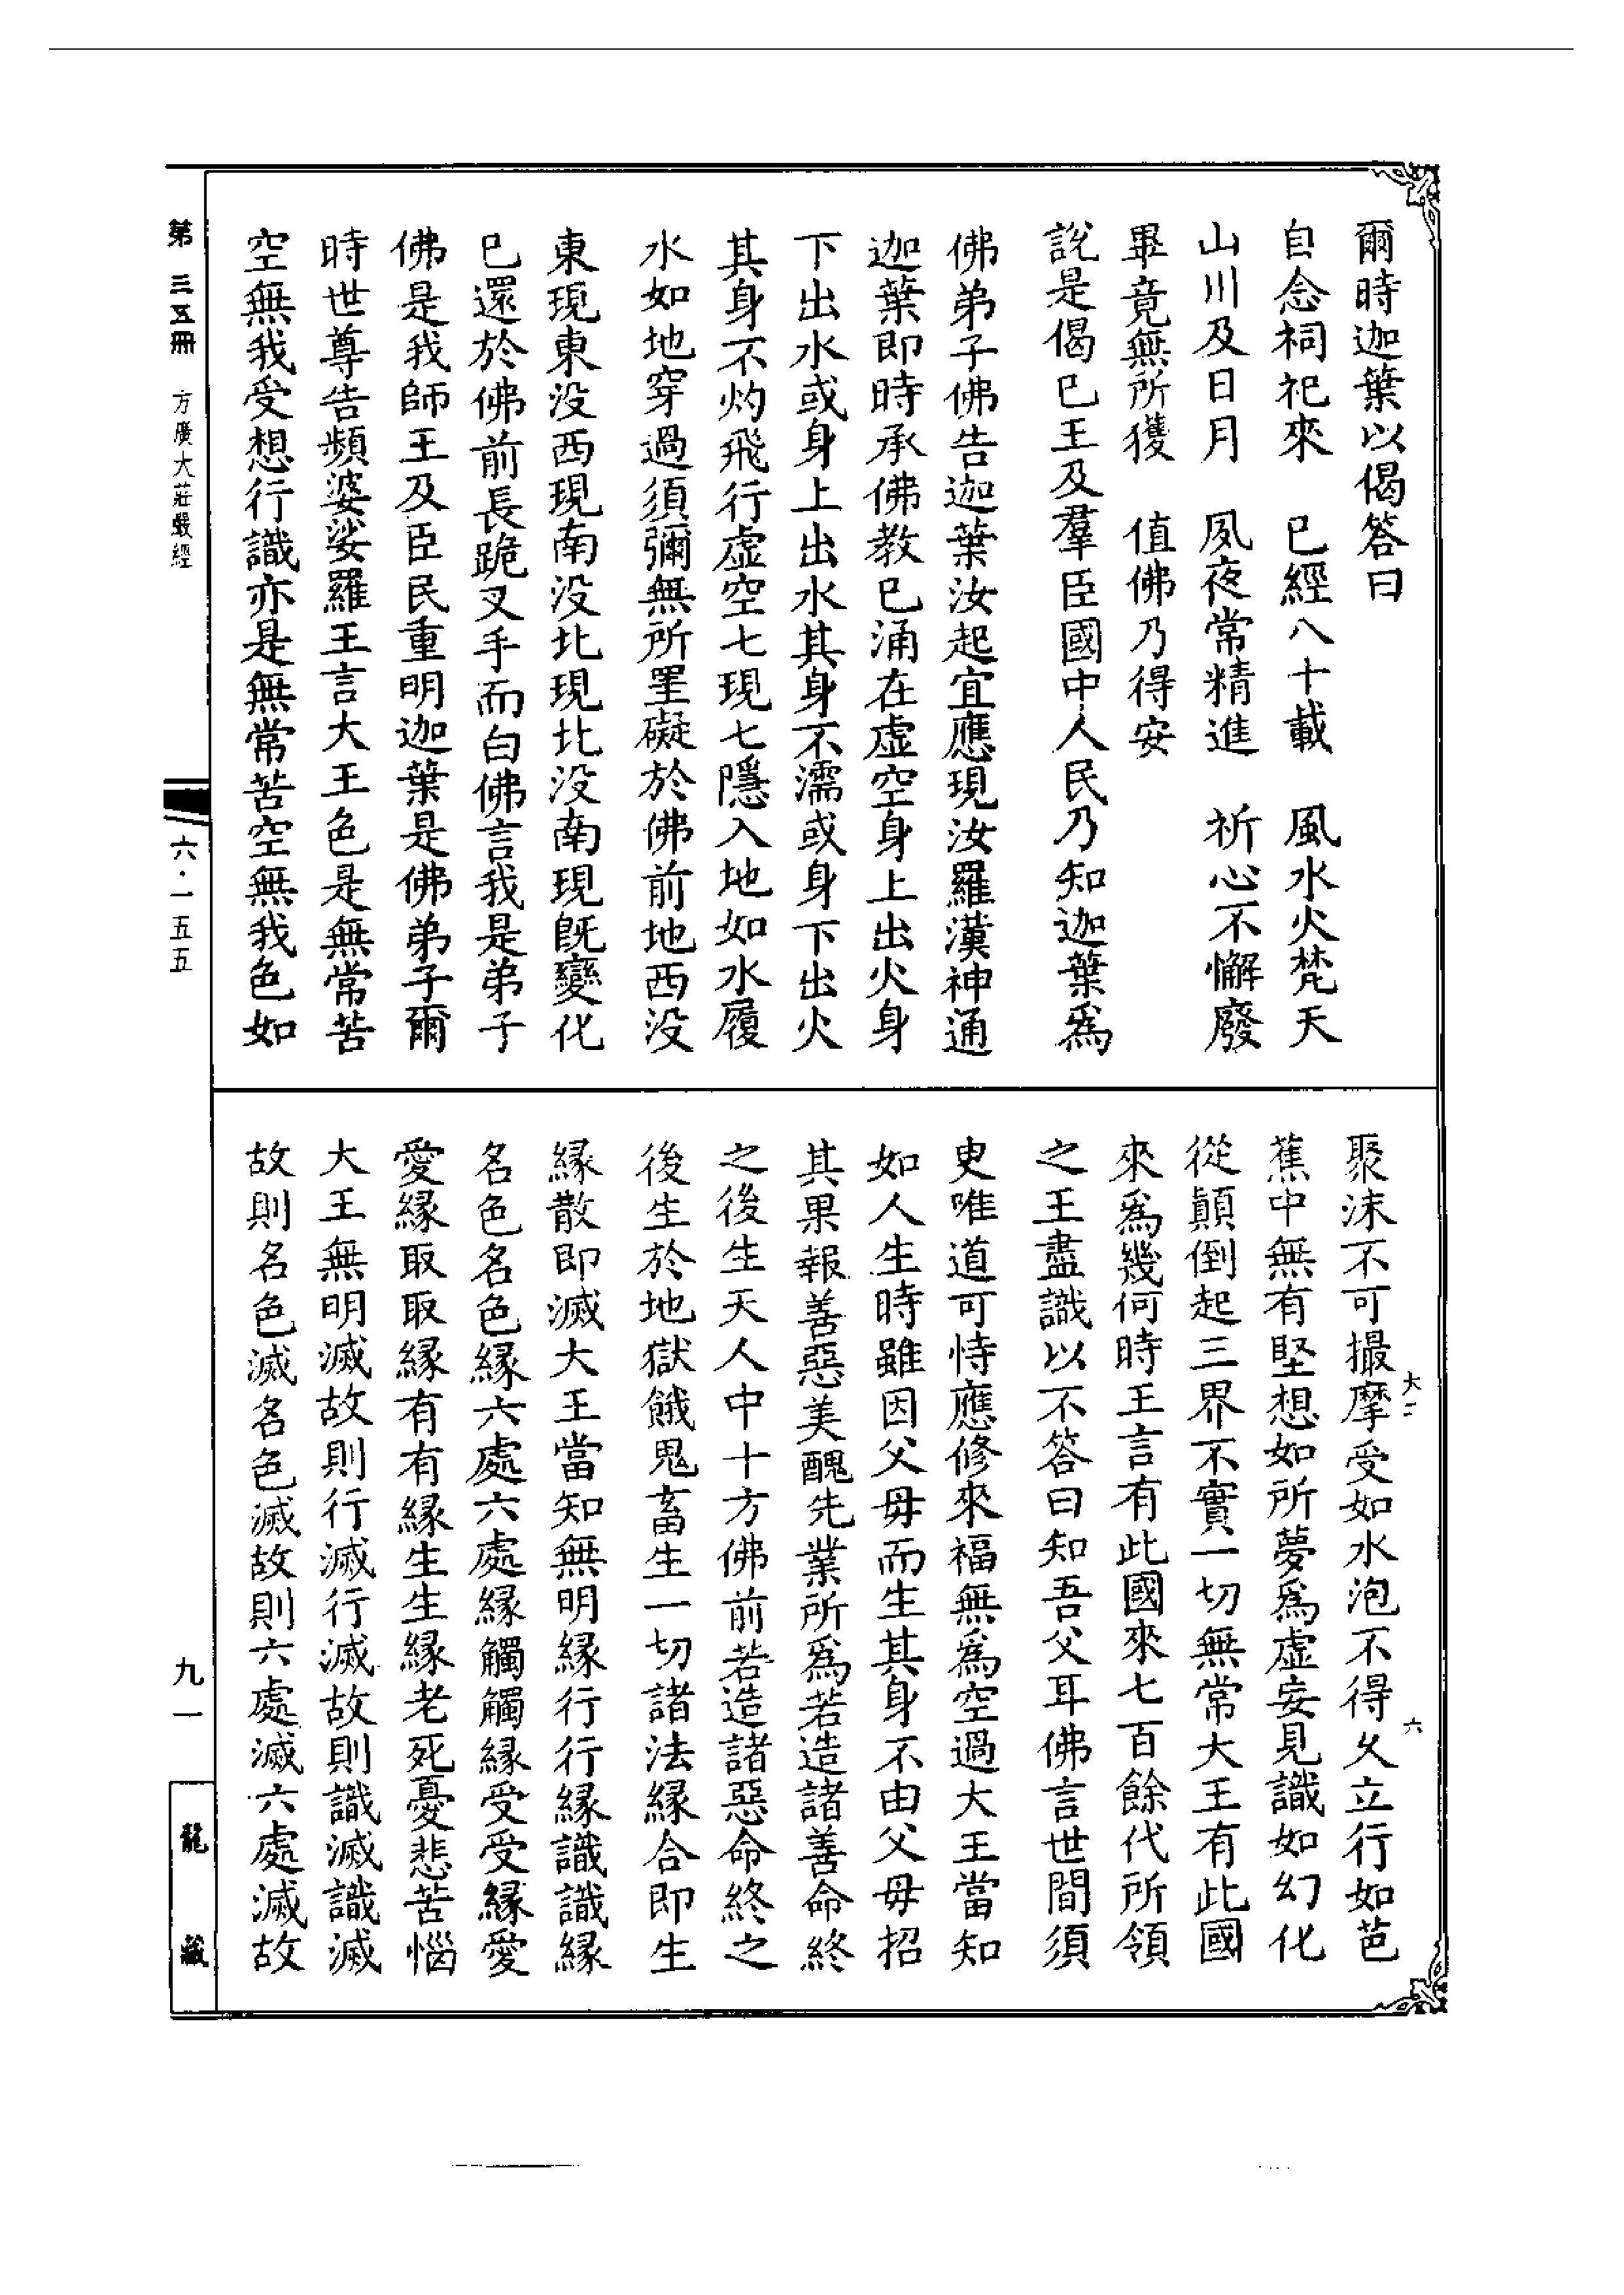 爾時迦葉以偈答曰
自念祠祀來　已經八十載　風水火梵天
山川及日月　夙夜常精進　祈心不懈廢
畢竟無所獲　值佛乃得安
說是偈已王及羣臣國中人民乃知迦葉爲
佛弟子佛告迦葉汝起宜應現汝羅漢神通
迦葉即時承佛教已涌在虛空身上出火身
下出水或身上出水其身不濡或身下出火
其身不灼飛行虛空七現七隱入地如水履
水如地穿過須彌無所罣礙於佛前地西没
東現東没西現南没北現北没南現既變化
已還於佛前長跪叉手而白佛言我是弟子
佛是我師王及臣民重明迦葉是佛弟子爾
時世尊告頻婆娑羅王言大王色是無常苦
空無我受想行識亦是無常苦空無我色如
聚沫不可撮摩受如水泡不得久立行如芭
蕉中無有堅想如所夢爲虛妄見識如幻化
從顛倒起三界不實一切無常大王有此國
來爲幾何時王言有此國來七百餘代所領
之王盡識以不答曰知吾父耳佛言世間須
臾唯道可恃應修來福無爲空過大王當知
如人生時雖因父母而生其身不由父母招
其果報善惡美醜先業所爲若造諸善命終
之後生天人中十方佛前若造諸惡命終之
後生於地獄餓鬼畜生一切諸法緣合即生
緣散即滅大王當知無明緣行行緣識識緣
名色名色緣六處六處緣觸觸緣受受緣愛
愛緣取取緣有有緣生生緣老死憂悲苦惱
大王無明滅故則行滅行滅故則識滅識滅
故則名色滅名色滅故則六處滅六處滅故
大二
六
第三五冊　方廣大莊嚴經
六·一五五
九一
龍藏